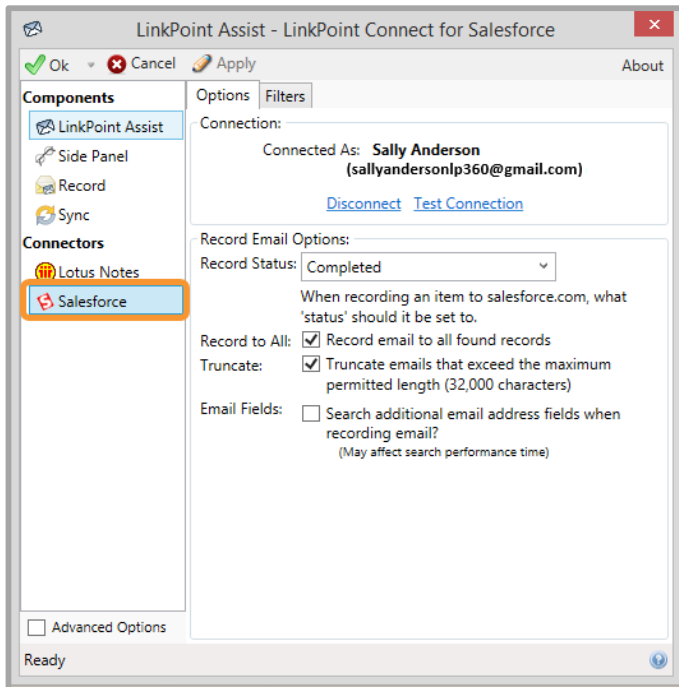 LinkPoint Assist - LinkPoint Connect for Salesforce
Ok Cancel Apply About
Components
LinkPoint Assist
Side Panel
Record
Sync
Connectors
Lotus Notes
Salesforce
Advanced Options
Options Filters
Connection:
Connected As: Sally Anderson
(sallyandersonlp360@gmail.com)
Disconnect Test Connection
Record Email Options:
Record Status: Completed
When recording an item to salesforce.com, what
'status' should it be set to.
Record to All: Record email to all found records
Truncate: Truncate emails that exceed the maximum
permitted length (32,000 characters)
Email Fields: Search additional email address fields when
recording email?
(May affect search performance time)
Ready